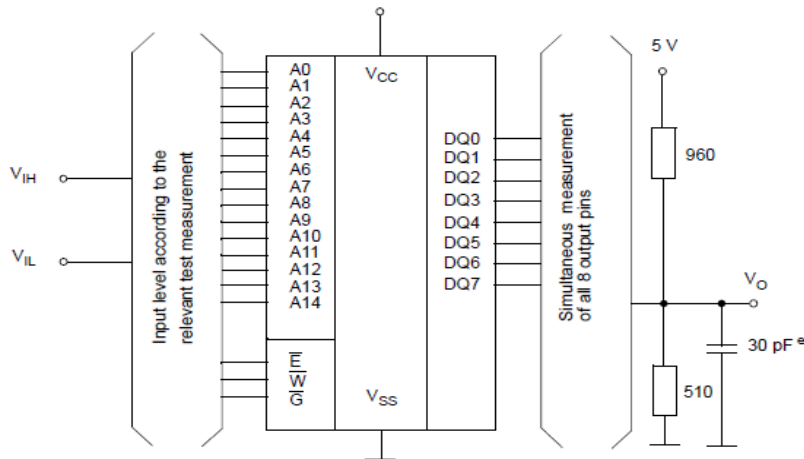 V_IH
V_IL
Input level according to the
relevant test measurement
A0
A1
A2
A3
A4
A5
A6
A7
A8
A9
A10
A11
A12
A13
A14
E̅
W̅
G̅
V_CC
V_SS
DQ0
DQ1
DQ2
DQ3
DQ4
DQ5
DQ6
DQ7
Simultaneous measurement
of all 8 output pins
5 V
960
V_O
30 pF e
510